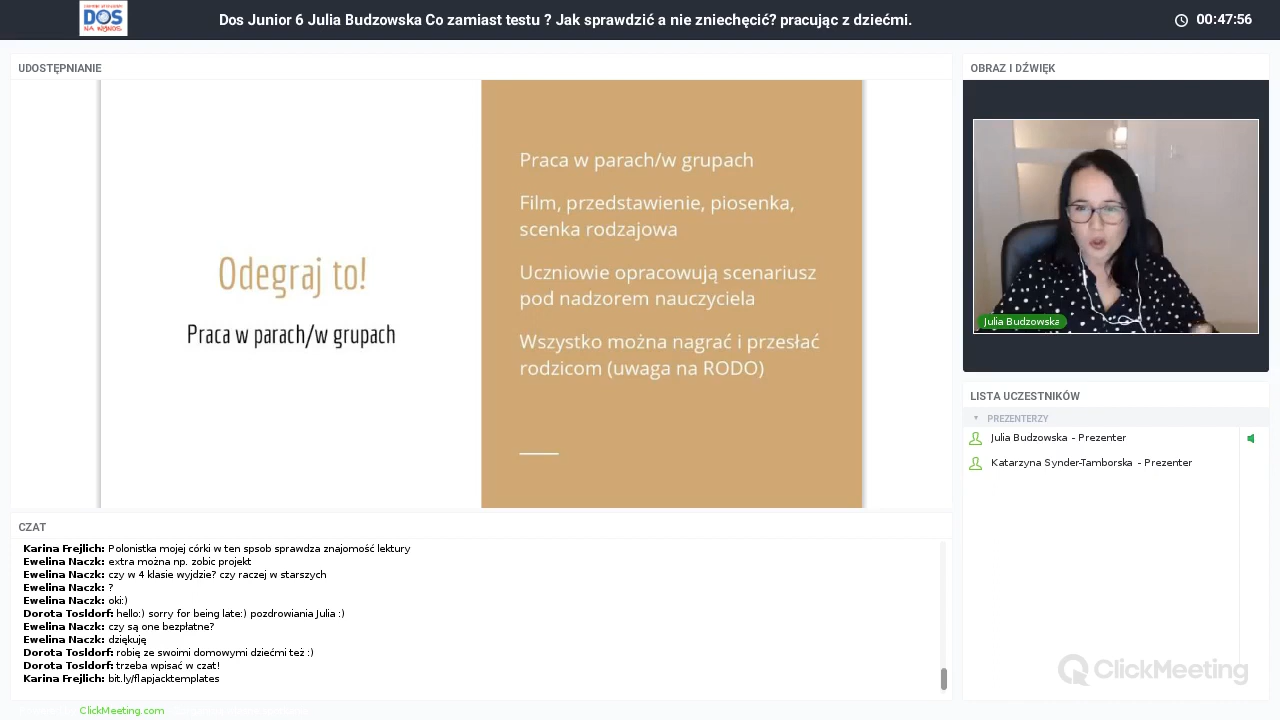 DOS
NA WYNOS
Dos Junior 6 Julia Budzowska Co zamiast testu ? Jak sprawdzić a nie zniechęcić? pracując z dziećmi.
00:47:56
UDOSTĘPNIANIE
Odegraj to!
Praca w parach/w grupach
Praca w parach/w grupach
Film, przedstawienie, piosenka,
scenka rodzajowa
Uczniowie opracowują scenariusz
pod nadzorem nauczyciela
Wszystko można nagrać i przesłać
rodzicom (uwaga na RODO)
OBRAZ I DŹWIĘK
Julia Budzowska
LISTA UCZESTNIKÓW
PREZENTERZY
Julia Budzowska - Prezenter
Katarzyna Synder-Tamborska - Prezenter
CZAT
Karina Frejlich: Polonistka mojej córki w ten spsob sprawdza znajomość lektury
Ewelina Naczk: extra można np. zobic projekt
Ewelina Naczk: czy w 4 klasie wyjdzie? czy raczej w starszych
Ewelina Naczk: ?
Ewelina Naczk: oki:)
Dorota Tosldorf: hello:) sorry for being late:) pozdrowiania Julia :)
Ewelina Naczk: czy są one bezpłatne?
Ewelina Naczk: dziękuję
Dorota Tosldorf: robię ze swoimi domowymi dziećmi też :)
Dorota Tosldorf: trzeba wpisać w czat!
Karina Frejlich: bit.ly/flapjacktemplates
ClickMeeting
ClickMeeting.com